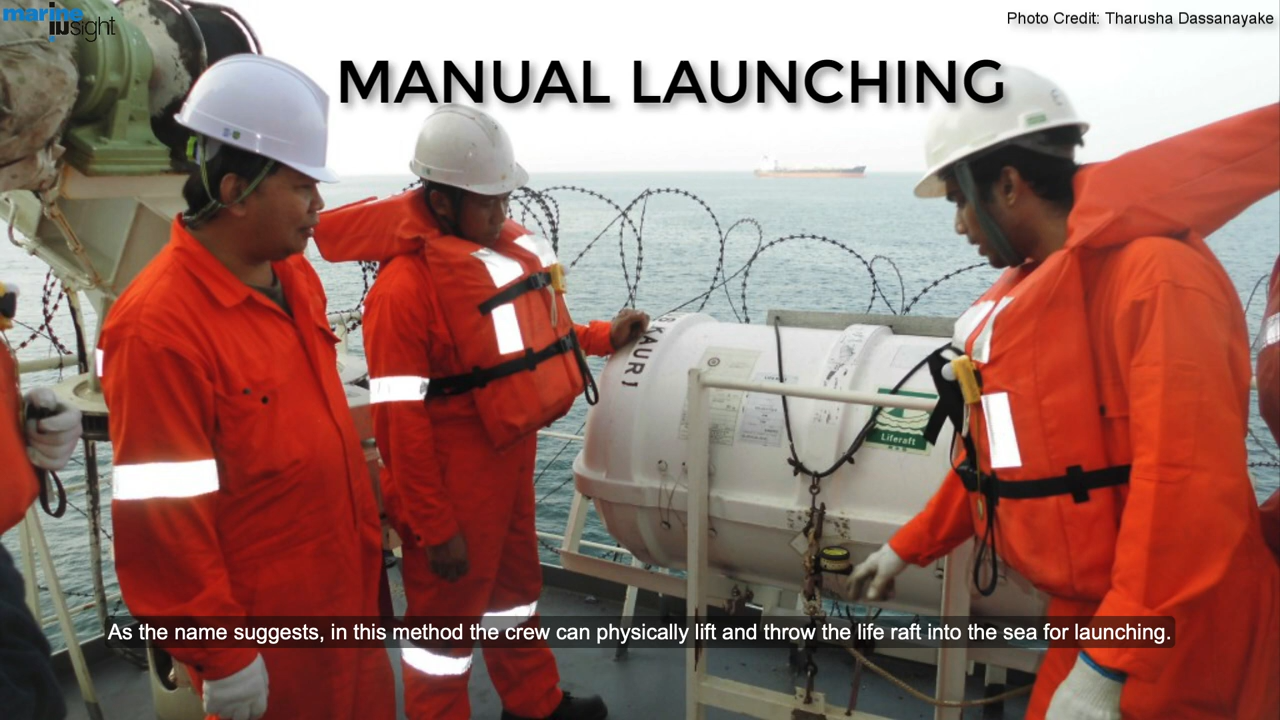 marine
insight
Photo Credit: Tharusha Dassanayake
MANUAL LAUNCHING
KAURI
Liferaft
As the name suggests, in this method the crew can physically lift and throw the life raft into the sea for launching.